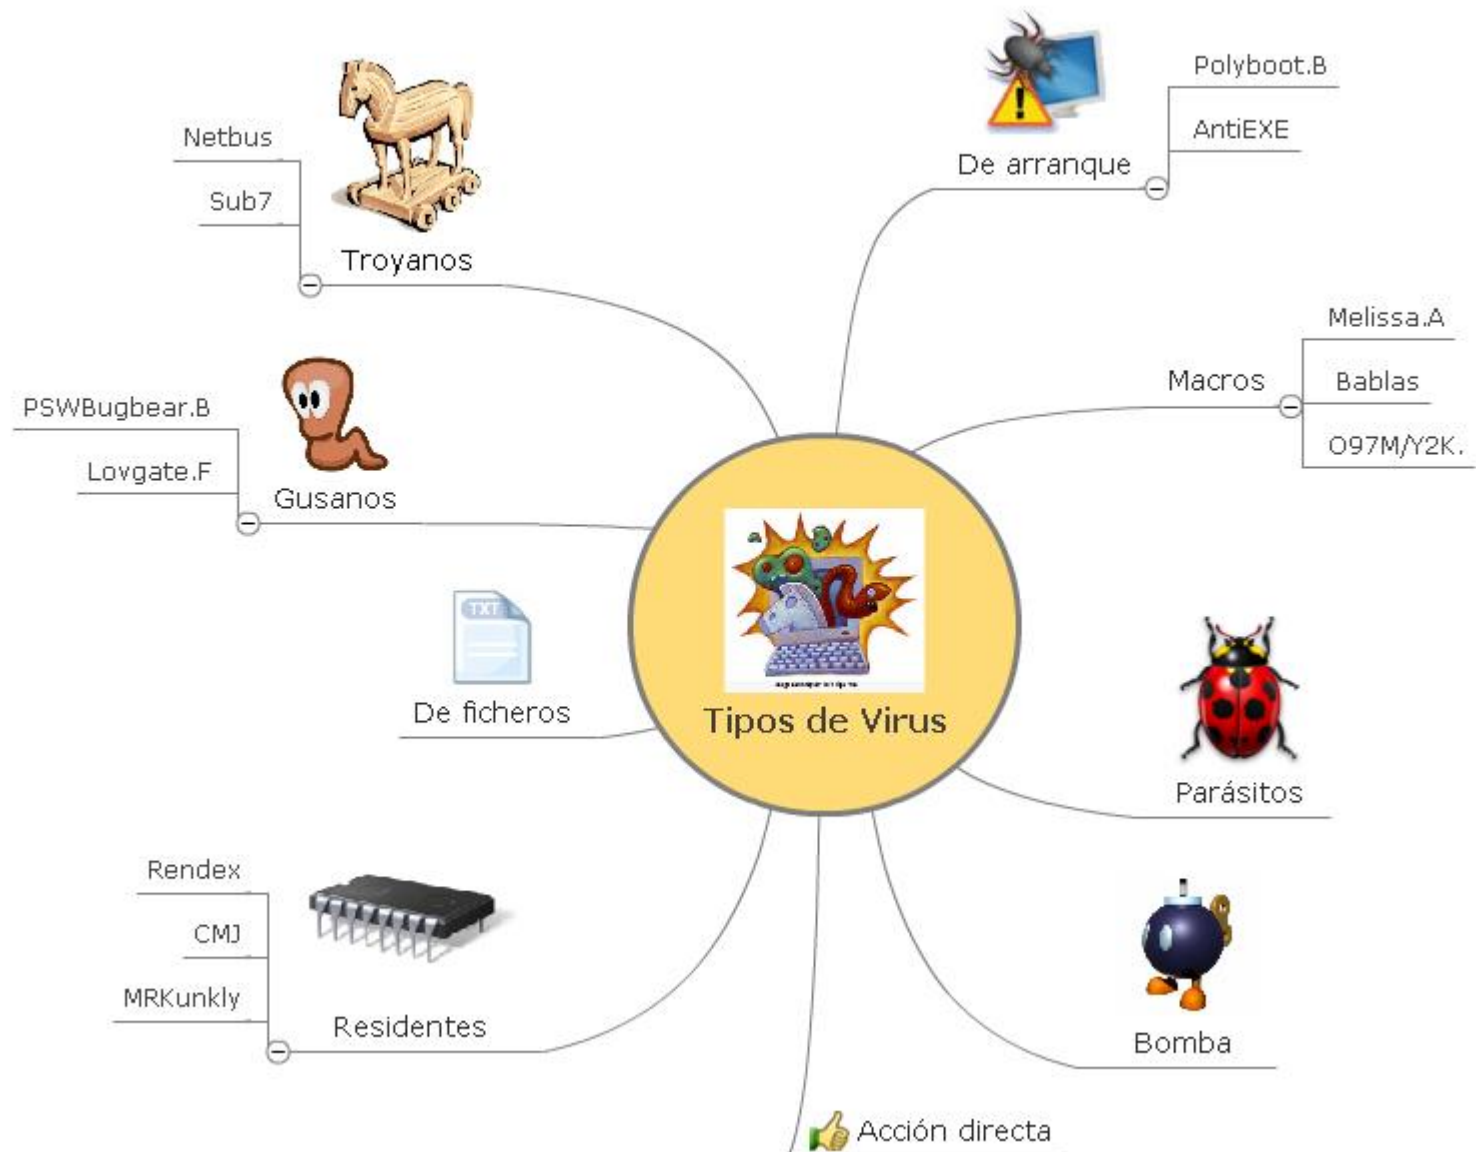 Polyboot.B
AntiEXE
De arranque
Netbus
Sub7
Troyanos
Melissa.A
Macros
Bablas
O97M/Y2K.
PSWBugbear.B
Lovgate.F
Gusanos
TXT
De ficheros
Tipos de Virus
Parásitos
Rendex
CMJ
MRKunkly
Residentes
Bomba
Acción directa